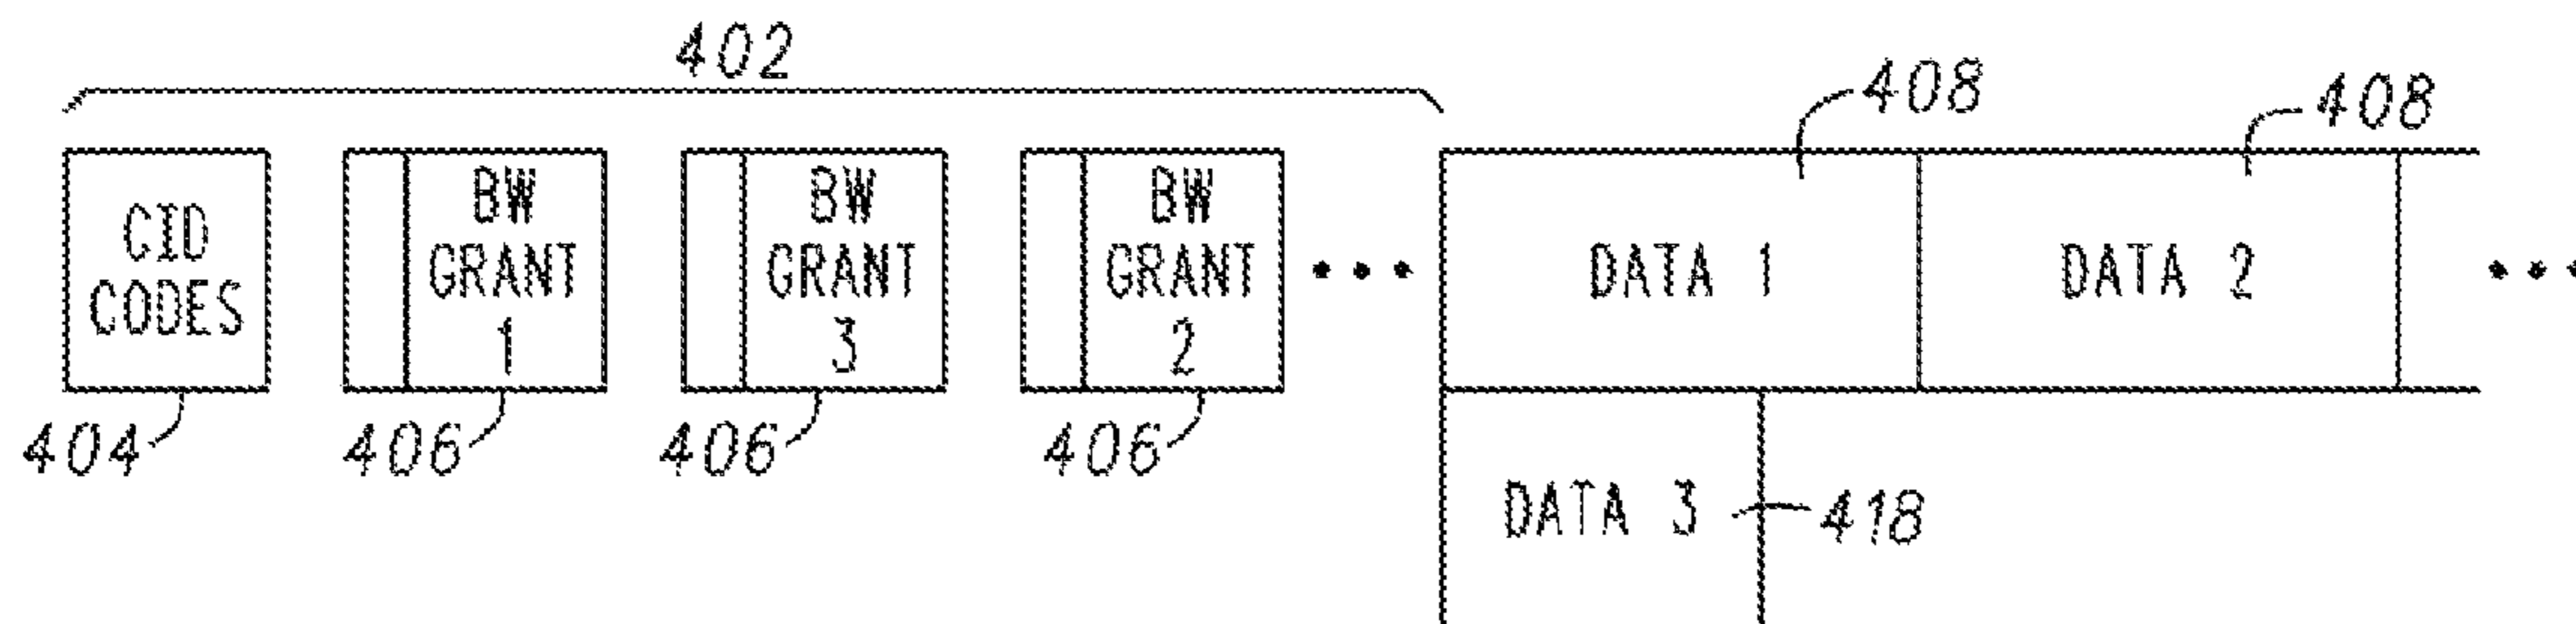 402
408
408
CID
CODES
BW
GRANT
1
BW
GRANT
3
BW
GRANT
2
•••
DATA 1
DATA 2
•••
404
406
406
406
DATA 3
418